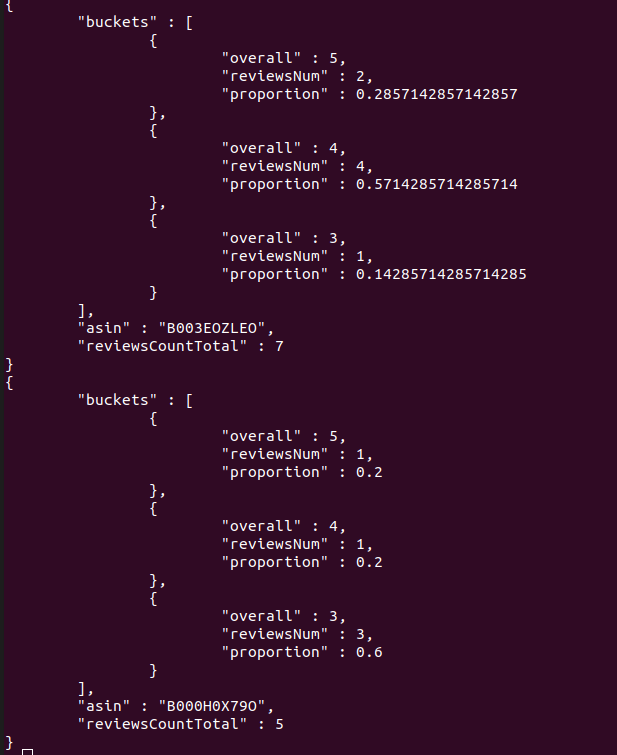 {
"buckets" : [
{
"overall" : 5,
"reviewsNum" : 2,
"proportion" : 0.2857142857142857
},
{
"overall" : 4,
"reviewsNum" : 4,
"proportion" : 0.5714285714285714
},
{
"overall" : 3,
"reviewsNum" : 1,
"proportion" : 0.14285714285714285
}
],
"asin" : "B003EOZLEO",
"reviewsCountTotal" : 7
}
{
"buckets" : [
{
"overall" : 5,
"reviewsNum" : 1,
"proportion" : 0.2
},
{
"overall" : 4,
"reviewsNum" : 1,
"proportion" : 0.2
},
{
"overall" : 3,
"reviewsNum" : 3,
"proportion" : 0.6
}
],
"asin" : "B000H0X79O",
"reviewsCountTotal" : 5
}